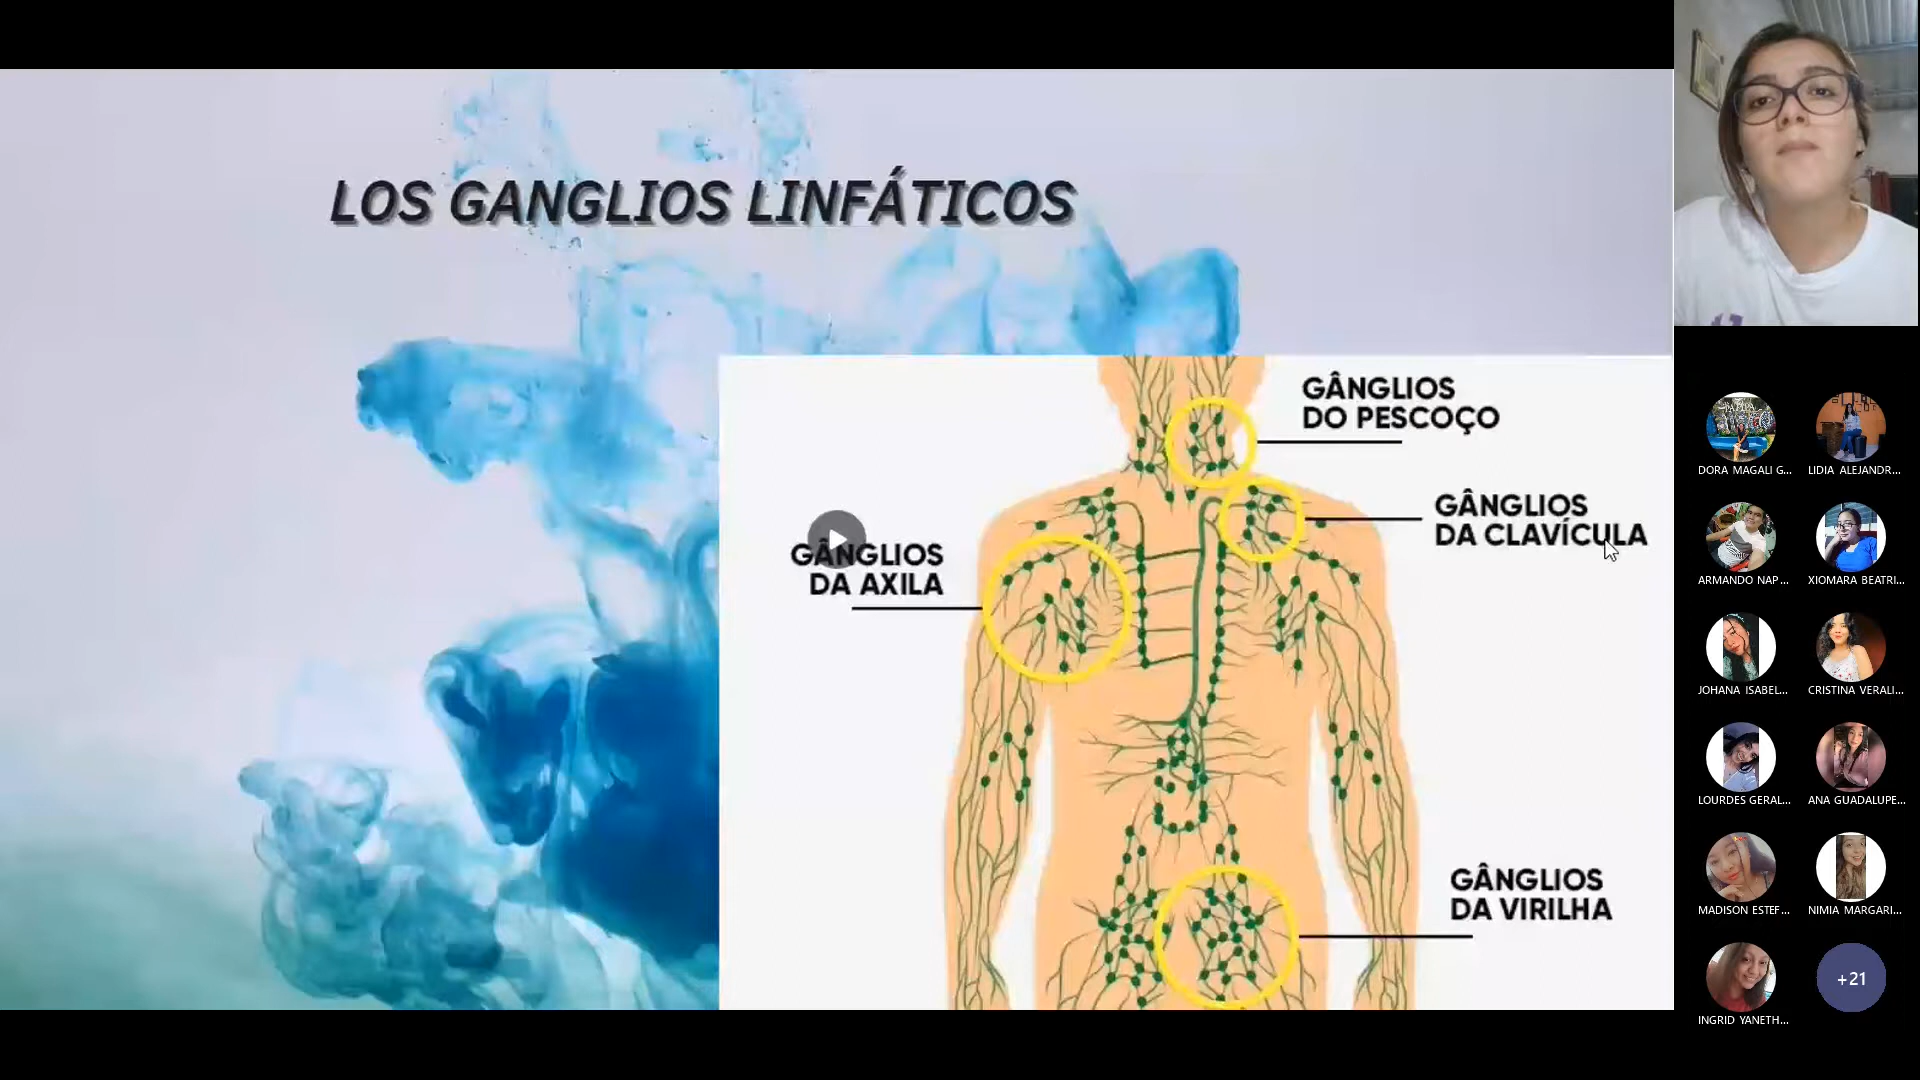 LOS GANGLIOS LINFÁTICOS
GÂNGLIOS
DO PESCOÇO
GÂNGLIOS
DA CLAVÍCULA
GÂNGLIOS
DA AXILA
GÂNGLIOS
DA VIRILHA
DORA MAGALI G...
LIDIA ALEJANDR...
ARMANDO NAP...
XIOMARA BEATRI...
JOHANA ISABEL...
CRISTINA VERALI...
LOURDES GERAL...
ANA GUADALUPE...
MADISON ESTEF...
NIMIA MARGARI...
INGRID YANETH...
+21